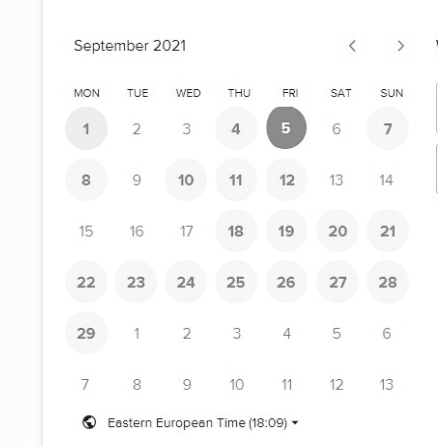 September 2021 < >
MON TUE WED THU FRI SAT SUN
1 2 3 4 5 6 7
8 9 10 11 12 13 14
15 16 17 18 19 20 21
22 23 24 25 26 27 28
29 1 2 3 4 5 6
7 8 9 10 11 12 13
Eastern European Time (18:09)